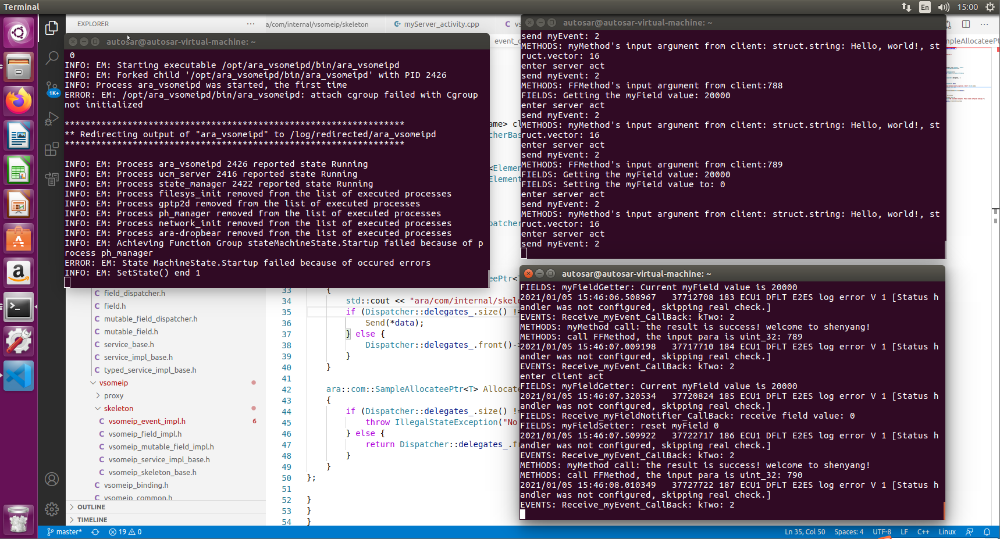 Terminal
En
15:00
EXPLORER
ara/com/internal/vsomeip/skeleton
myServer_activity.cpp
autosar@autosar-virtual-machine: ~
0
INFO: EM: Starting executable /opt/ara_vsomeipd/bin/ara_vsomeipd
INFO: EM: Forked child '/opt/ara_vsomeipd/bin/ara_vsomeipd' with PID 2426
INFO: Process ara_vsomeipd was started, the first time
ERROR: EM: /opt/ara_vsomeipd/bin/ara_vsomeipd: attach cgroup failed with Cgroup
not initialized
*****************************************************************
** Redirecting output of "ara_vsomeipd" to /log/redirected/ara_vsomeipd
*****************************************************************
INFO: EM: Process ara_vsomeipd 2426 reported state Running
INFO: EM: Process ucm_server 2416 reported state Running
INFO: EM: Process state_manager 2422 reported state Running
INFO: EM: Process filesys_init removed from the list of executed processes
INFO: EM: Process gptp2d removed from the list of executed processes
INFO: EM: Process ph_manager removed from the list of executed processes
INFO: EM: Process network_init removed from the list of executed processes
INFO: EM: Process ara-dropbear removed from the list of executed processes
INFO: EM: Achieving Function Group stateMachineState.Startup failed because of p
rocess ph_manager
ERROR: EM: State MachineState.Startup failed because of occured errors
INFO: EM: SetState() end 1
autosar@autosar-virtual-machine: ~
send myEvent: 2
METHODS: myMethod's input argument from client: struct.string: Hello, world!, st
ruct.vector: 16
enter server act
send myEvent: 2
METHODS: FFMethod's input argument from client:788
FIELDS: Getting the myField value: 20000
enter server act
send myEvent: 2
METHODS: myMethod's input argument from client: struct.string: Hello, world!, st
ruct.vector: 16
enter server act
send myEvent: 2
METHODS: FFMethod's input argument from client:789
FIELDS: Getting the myField value: 20000
FIELDS: Setting the myField value to: 0
enter server act
send myEvent: 2
METHODS: myMethod's input argument from client: struct.string: Hello, world!, st
ruct.vector: 16
enter server act
send myEvent: 2
autosar@autosar-virtual-machine: ~
FIELDS: myFieldGetter: Current myField value is 20000
2021/01/05 15:46:06.508967   37712708 183 ECU1 DFLT E2ES log error V 1 [Status h
andler was not configured, skipping real check.]
EVENTS: Receive_myEvent_CallBack: kTwo: 2
METHODS: myMethod call: the result is success! welcome to shenyang!
METHODS: call FFMethod, the input para is uint_32: 789
2021/01/05 15:46:07.009198   37717710 184 ECU1 DFLT E2ES log error V 1 [Status h
andler was not configured, skipping real check.]
EVENTS: Receive_myEvent_CallBack: kTwo: 2
enter client act
FIELDS: myFieldGetter: Current myField value is 20000
2021/01/05 15:46:07.320534   37720824 185 ECU1 DFLT E2ES log error V 1 [Status h
andler was not configured, skipping real check.]
FIELDS: Receive_myFieldNotifier_CallBack: receive field value: 0
FIELDS: myFieldSetter: reset myField 0
2021/01/05 15:46:07.509922   37722717 186 ECU1 DFLT E2ES log error V 1 [Status h
andler was not configured, skipping real check.]
EVENTS: Receive_myEvent_CallBack: kTwo: 2
METHODS: myMethod call: the result is success! welcome to shenyang!
METHODS: call FFMethod, the input para is uint_32: 790
2021/01/05 15:46:08.010349   37727722 187 ECU1 DFLT E2ES log error V 1 [Status h
andler was not configured, skipping real check.]
EVENTS: Receive_myEvent_CallBack: kTwo: 2
1K+
field_dispatcher.h
field.h
mutable_field_dispatcher.h
mutable_field.h
service_base.h
service_impl_base.h
typed_service_impl_base.h
vsomeip
proxy
skeleton
vsomeip_event_impl.h 6
vsomeip_field_impl.h
vsomeip_mutable_field_impl.h
vsomeip_service_impl_base.h
vsomeip_skeleton_base.h
vsomeip_binding.h
vsomeip_common.h
OUTLINE
TIMELINE
33 {
34 std::cout << "ara/com/internal/skele
35 if (Dispatcher::delegates_.size() !=
36 Send(*data);
37 } else {
38 Dispatcher::delegates_.front()->
39 }
40 }
41
42 ara::com::SampleAllocateePtr<T> Allocate
43 {
44 if (Dispatcher::delegates_.size() !=
45 throw IllegalStateException("No
46 } else {
47 return Dispatcher::delegates_.fr
48 }
49 }
50 };
51
52 }
53 }
54 }
master*
19 0
Ln 35, Col 50
Spaces: 4
UTF-8
LF
C++
Linux